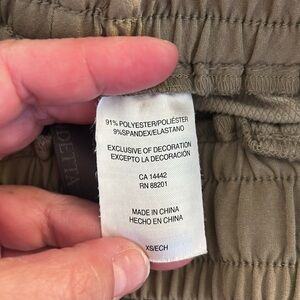 91% POLYESTER/POLIÉSTER
9%SPANDEX/ELASTANO
EXCLUSIVE OF DECORATION
EXCEPTO LA DECORACIÓN
CA 14442
RN 88201
MADE IN CHINA
HECHO EN CHINA
XS/ECH